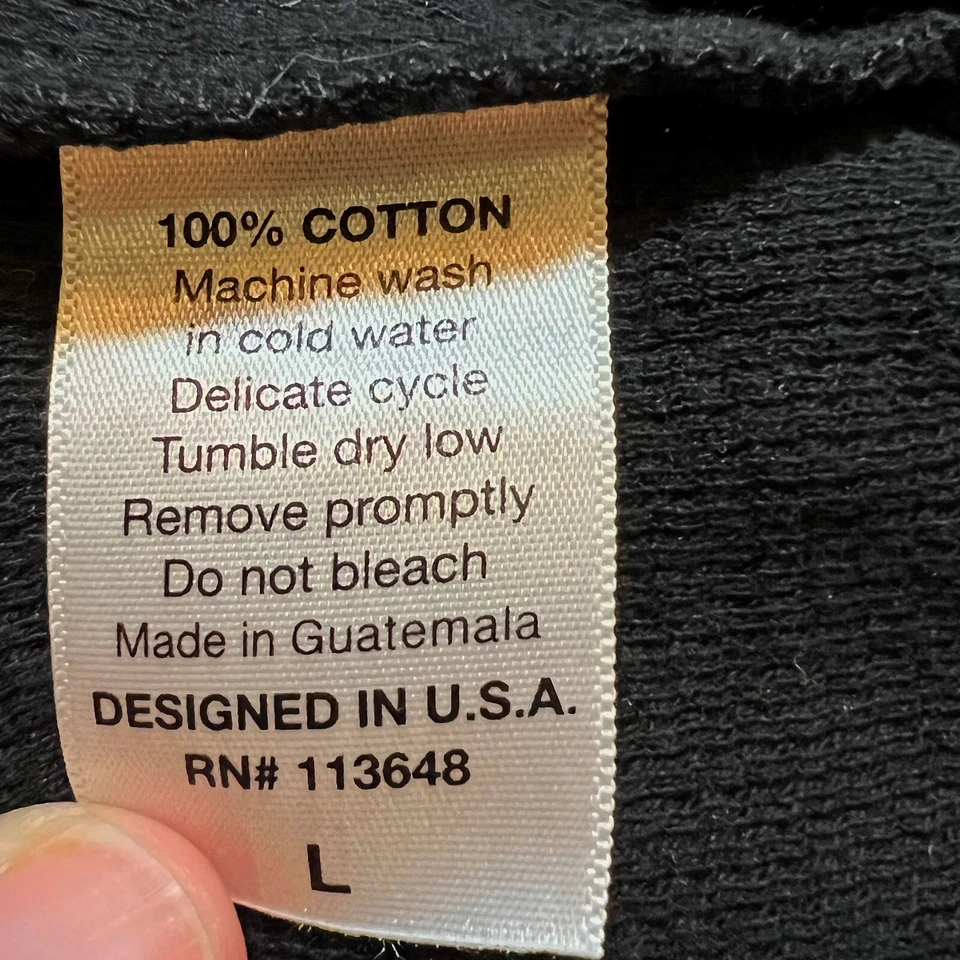 100% COTTON
Machine wash
in cold water
Delicate cycle
Tumble dry low
Remove promptly
Do not bleach
Made in Guatemala
DESIGNED IN U.S.A.
RN# 113648
L